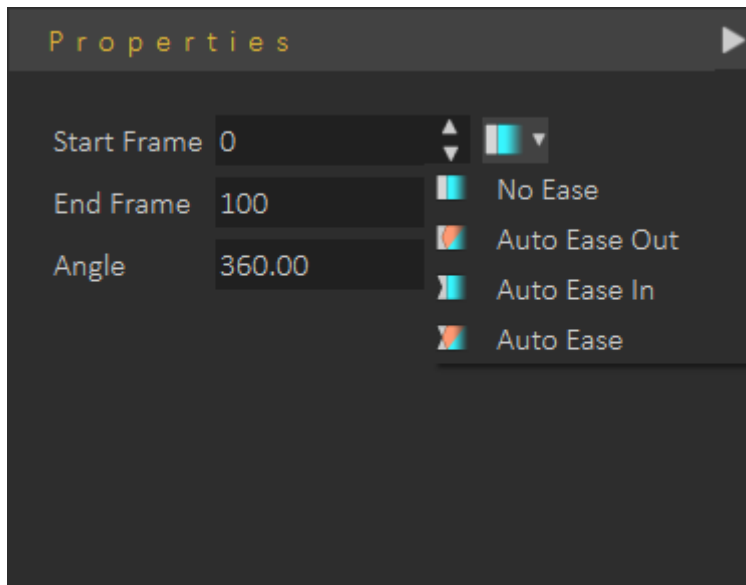 Properties
Start Frame 0
End Frame 100
Angle 360.00
No Ease
Auto Ease Out
Auto Ease In
Auto Ease